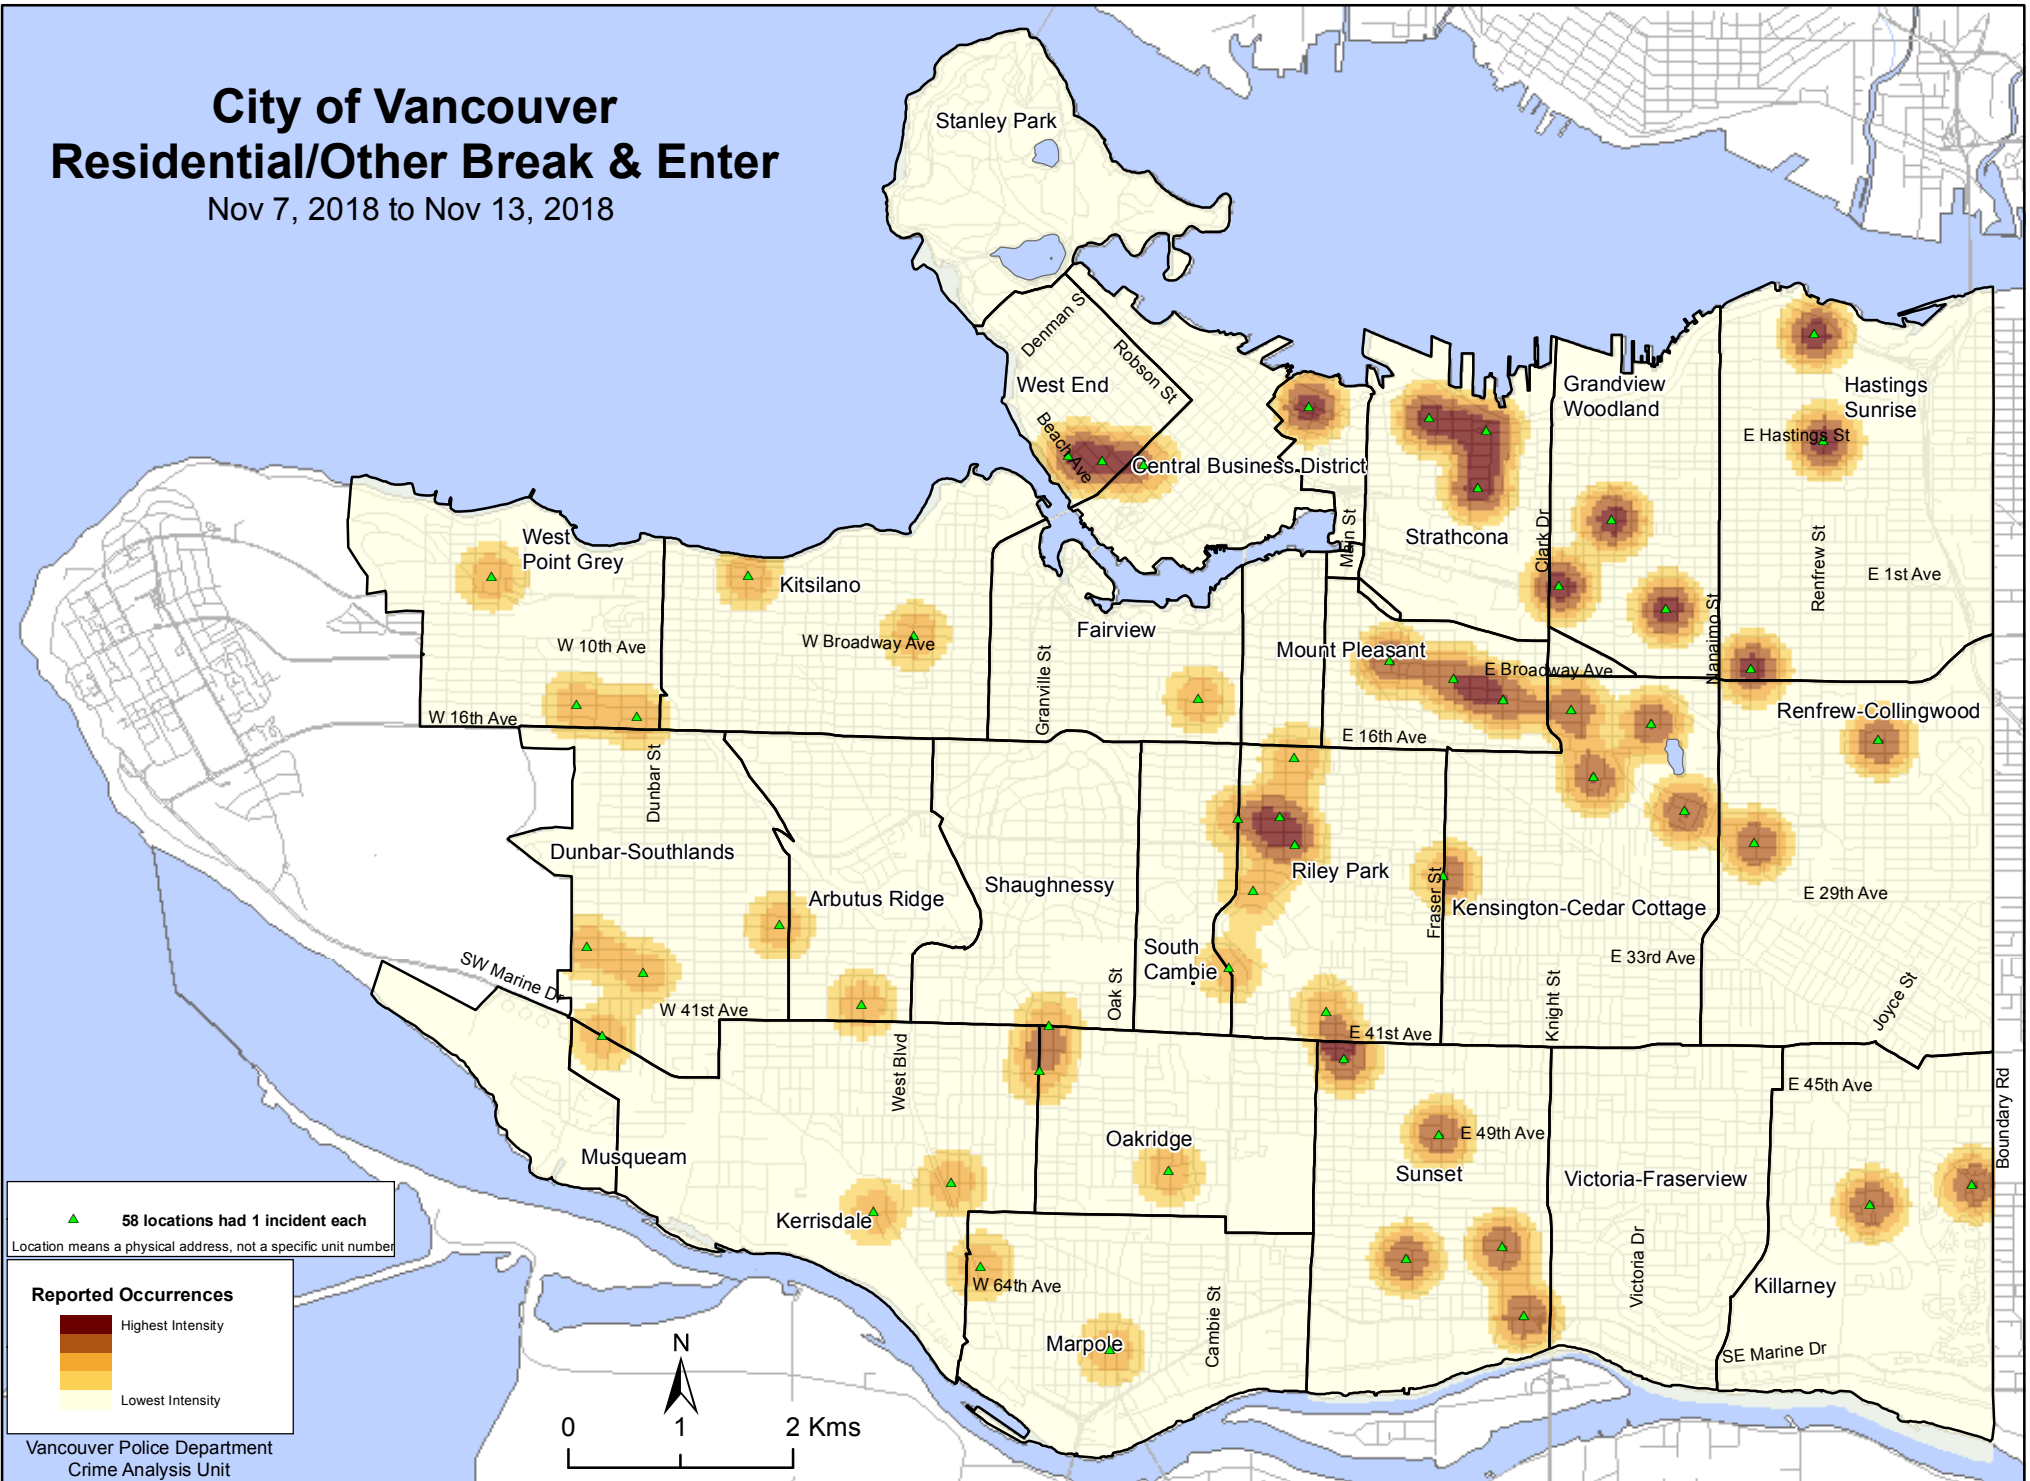 City of Vancouver
Residential/Other Break & Enter
Nov 7, 2018 to Nov 13, 2018
Stanley Park
Denman S
Robson St
West End
Beach Ave
Central Business District
Main St
Grandview
Woodland
Hastings
Sunrise
E Hastings St
Strathcona
Clark Dr
Renfrew St
E 1st Ave
Nanaimo St
West
Point Grey
Kitsilano
W 10th Ave
W Broadway Ave
Fairview
Mount Pleasant
E Broadway Ave
Granville St
W 16th Ave
E 16th Ave
Renfrew-Collingwood
Dunbar St
Dunbar-Southlands
Arbutus Ridge
Shaughnessy
Riley Park
Fraser St
Kensington-Cedar Cottage
E 29th Ave
South
Cambie
E 33rd Ave
SW Marine Dr
W 41st Ave
Oak St
Knight St
Joyce St
E 41st Ave
West Blvd
E 45th Ave
Boundary Rd
Oakridge
E 49th Ave
Musqueam
Sunset
Victoria-Fraserview
Kerrisdale
Victoria Dr
Killarney
W 64th Ave
Cambie St
Marpole
SE Marine Dr
58 locations had 1 incident each
Location means a physical address, not a specific unit number
Reported Occurrences
Highest Intensity
Lowest Intensity
N
0 1 2 Kms
Vancouver Police Department
Crime Analysis Unit